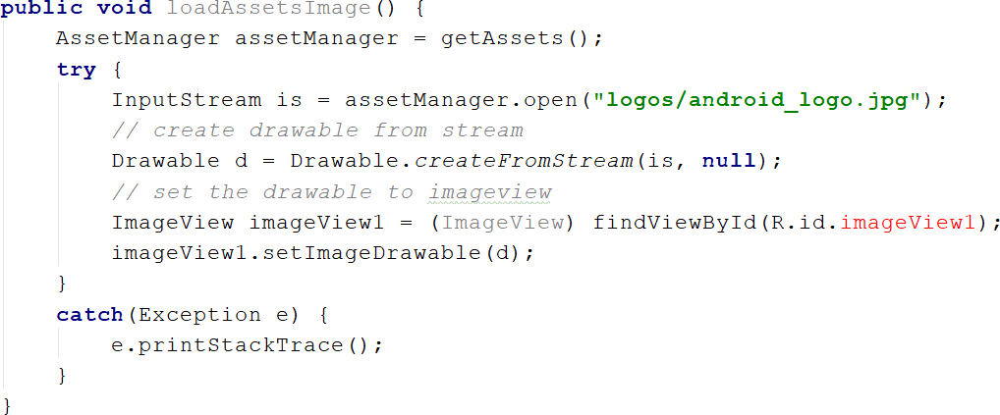 public void loadAssetsImage() {
    AssetManager assetManager = getAssets();
    try {
        InputStream is = assetManager.open("logos/android_logo.jpg");
        // create drawable from stream
        Drawable d = Drawable.createFromStream(is, null);
        // set the drawable to imageview
        ImageView imageView1 = (ImageView) findViewById(R.id.imageView1);
        imageView1.setImageDrawable(d);
    }
    catch(Exception e) {
        e.printStackTrace();
    }
}